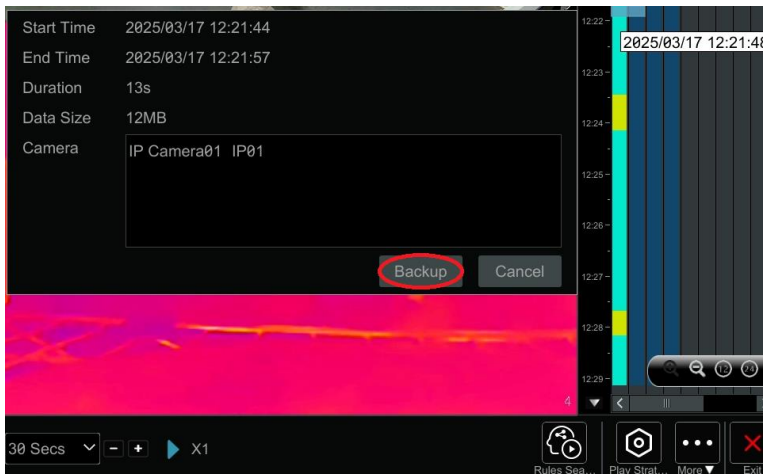 Start Time 2025/03/17 12:21:44
End Time 2025/03/17 12:21:57
Duration 13s
Data Size 12MB
Camera IP Camera01 IP01
Backup Cancel
12:22
2025/03/17 12:21:48
12:23
12:24
12:25
12:26
12:27
12:28
12:29
12 24
4
30 Secs - + X1
Rules Sea... Play Strat... More Exit